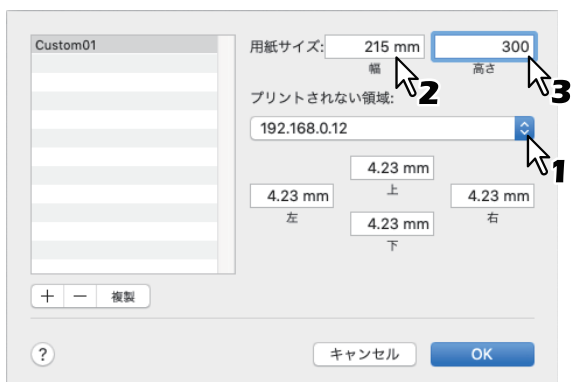 Custom01
用紙サイズ: 215 mm 300
幅 高さ
2 3
プリントされない領域:
192.168.0.12
1
4.23 mm
上
4.23 mm 4.23 mm
左 右
4.23 mm
下
+ − 複製
? キャンセル OK